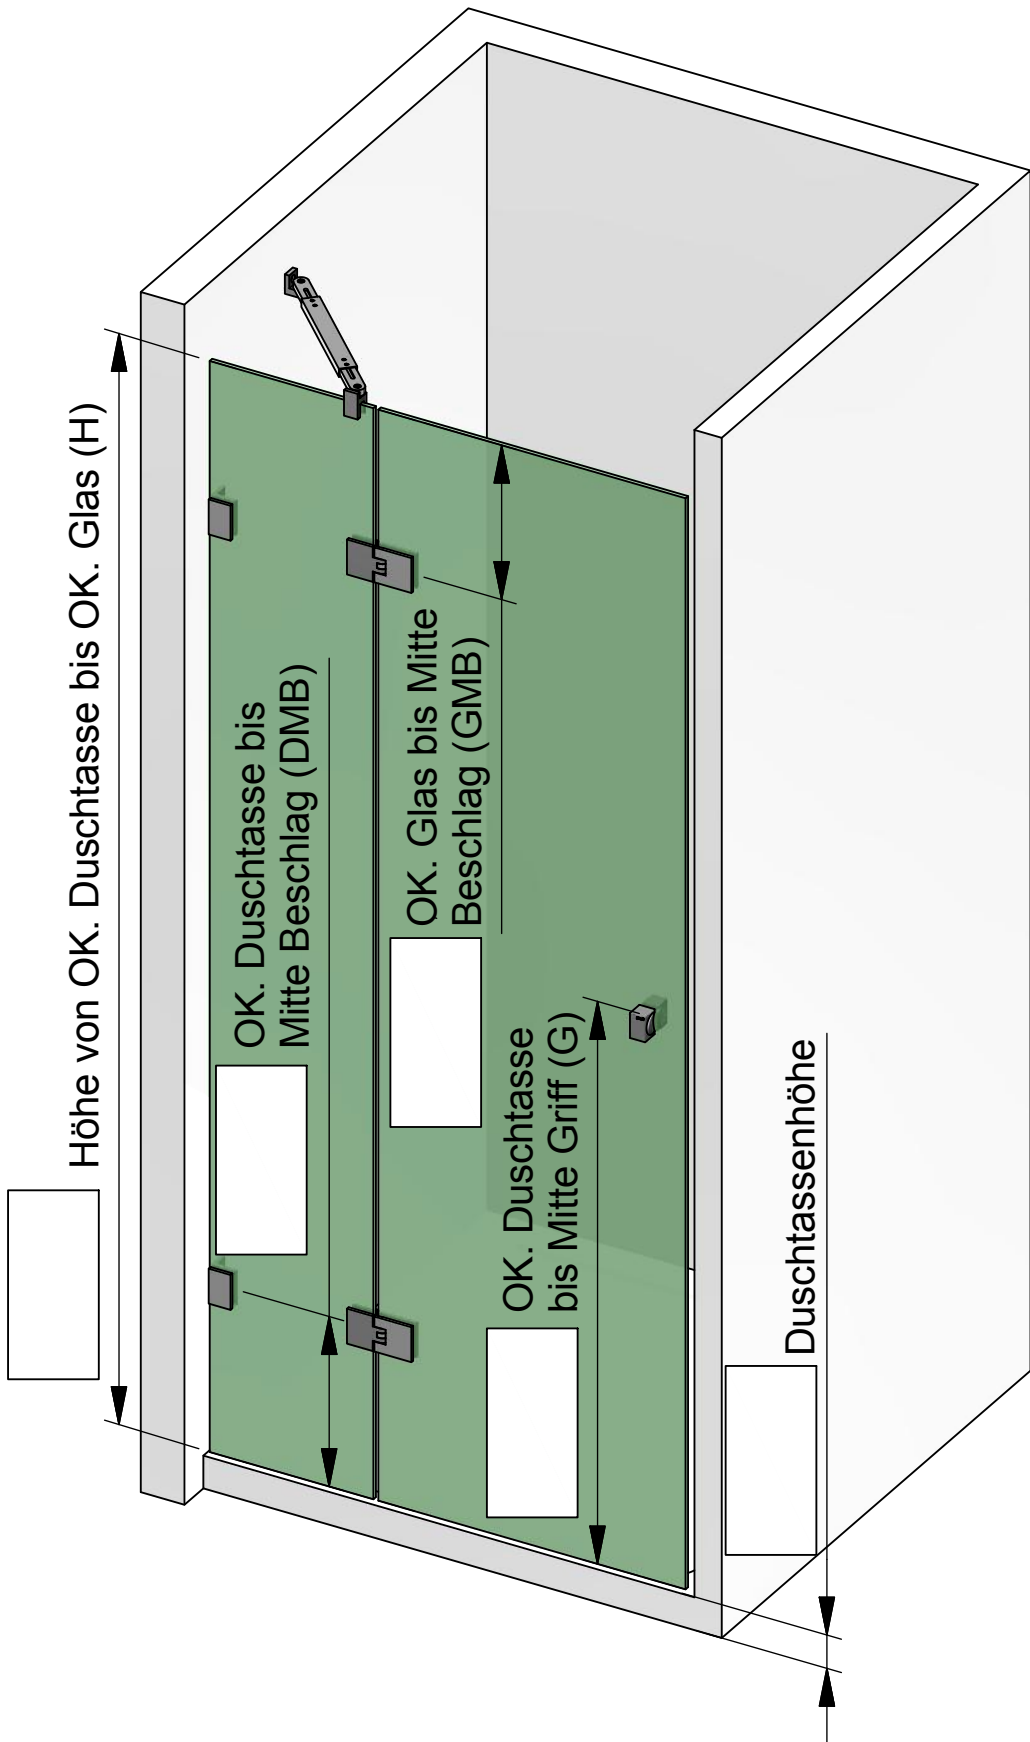 Höhe von OK. Duschtasse bis OK. Glas (H)
OK. Duschtasse bis
Mitte Beschlag (DMB)
OK. Glas bis Mitte
Beschlag (GMB)
OK. Duschtasse
bis Mitte Griff (G)
Duschtassenhöhe